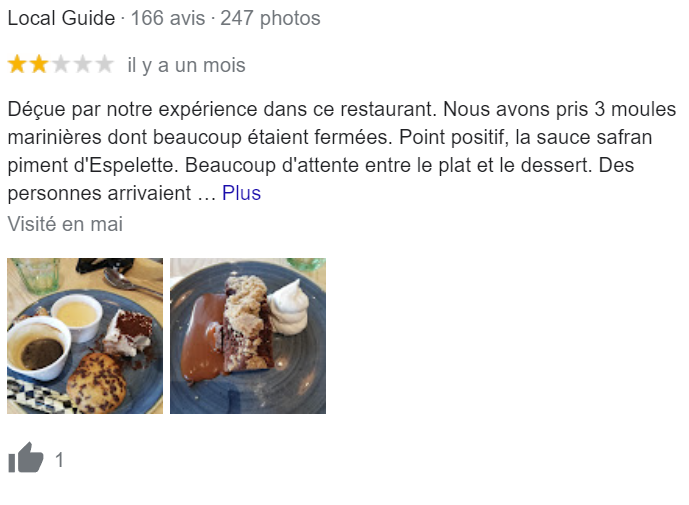 Local Guide · 166 avis · 247 photos
il y a un mois
Déçue par notre expérience dans ce restaurant. Nous avons pris 3 moules
marinières dont beaucoup étaient fermées. Point positif, la sauce safran
piment d'Espelette. Beaucoup d'attente entre le plat et le dessert. Des
personnes arrivaient … Plus
Visité en mai
1